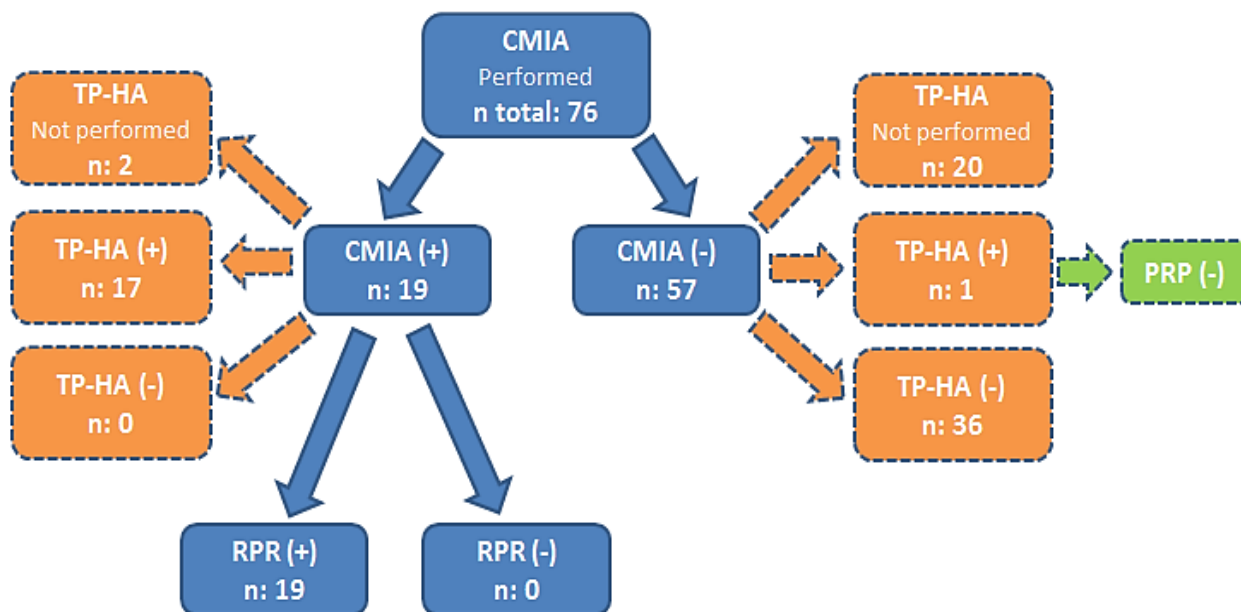 CMIA
Performed
n total: 76
TP-HA
Not performed
n: 2
TP-HA
Not performed
n: 20
TP-HA (+)
n: 17
CMIA (+)
n: 19
CMIA (-)
n: 57
TP-HA (+)
n: 1
PRP (-)
TP-HA (-)
n: 0
TP-HA (-)
n: 36
RPR (+)
n: 19
RPR (-)
n: 0